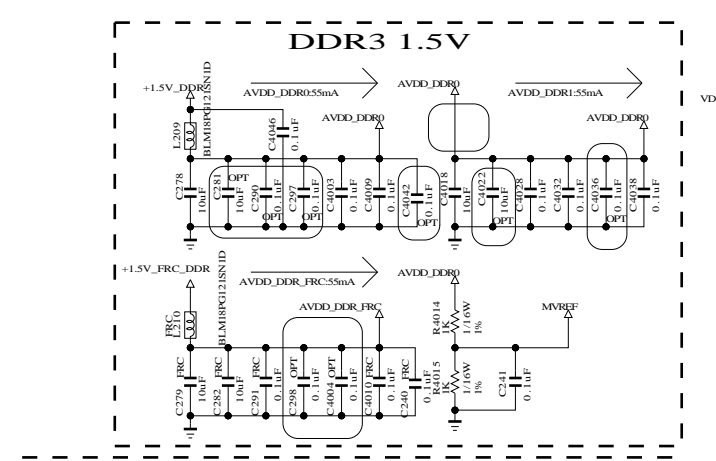 DDR3 1.5V
+1.5V_DDR
AVDD_DDR0:55mA
L209
BLM18PG121SN1D
C4046
0.1uF
AVDD_DDR0
C278
10uF
C281
10uF
OPT
C290
0.1uF
OPT
C297
0.1uF
OPT
C4003
0.1uF
C4009
0.1uF
C4042
0.1uF
OPT
AVDD_DDR0
AVDD_DDR1:55mA
VD
AVDD_DDR0
C4018
10uF
C4022
10uF
OPT
C4028
0.1uF
C4032
0.1uF
C4036
0.1uF
OPT
C4038
0.1uF
+1.5V_FRC_DDR
AVDD_DDR_FRC:55mA
FRC
L210
BLM18PG121SN1D
AVDD_DDR_FRC
C279
FRC
10uF
C282
FRC
10uF
C291
FRC
0.1uF
C298
OPT
0.1uF
C4004
OPT
0.1uF
C4010
FRC
0.1uF
C240
FRC
0.1uF
AVDD_DDR0
R4014
1K
1/16W
1%
MVREF
R4015
1K
1/16W
1%
C241
0.1uF